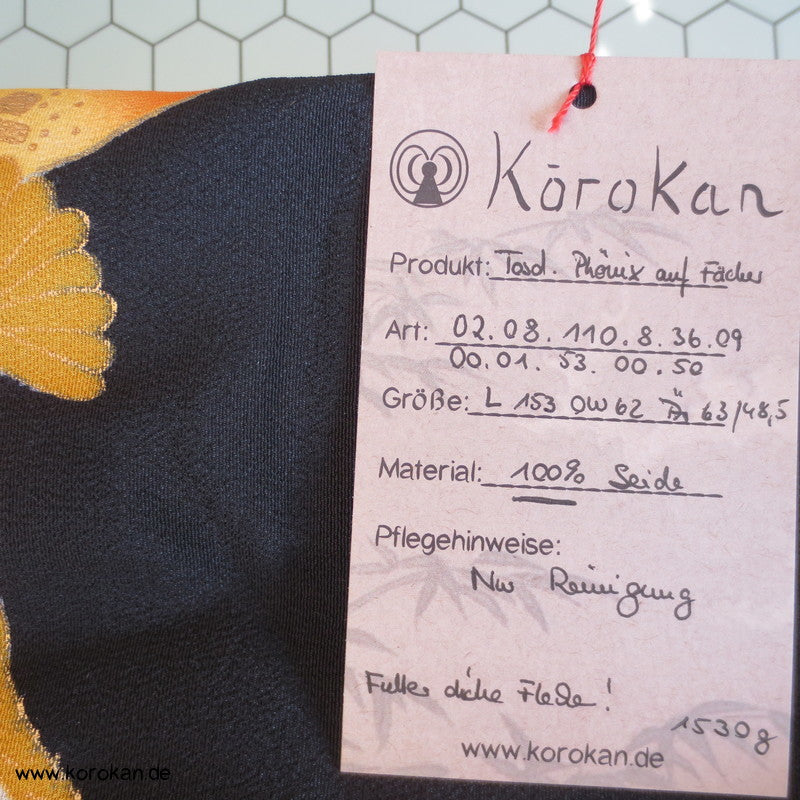 Kōrokan
Produkt: Tosd. Phönix auf Fächer
Art: 02.08.110.8.36.09
00.01.53.00.50
Größe: L 153 OW 62 63/48,5
Material: 100% Seide
Pflegehinweise:
Nur Reinigung
Futter Flecke!
1530g
www.korokan.de
www.korokan.de